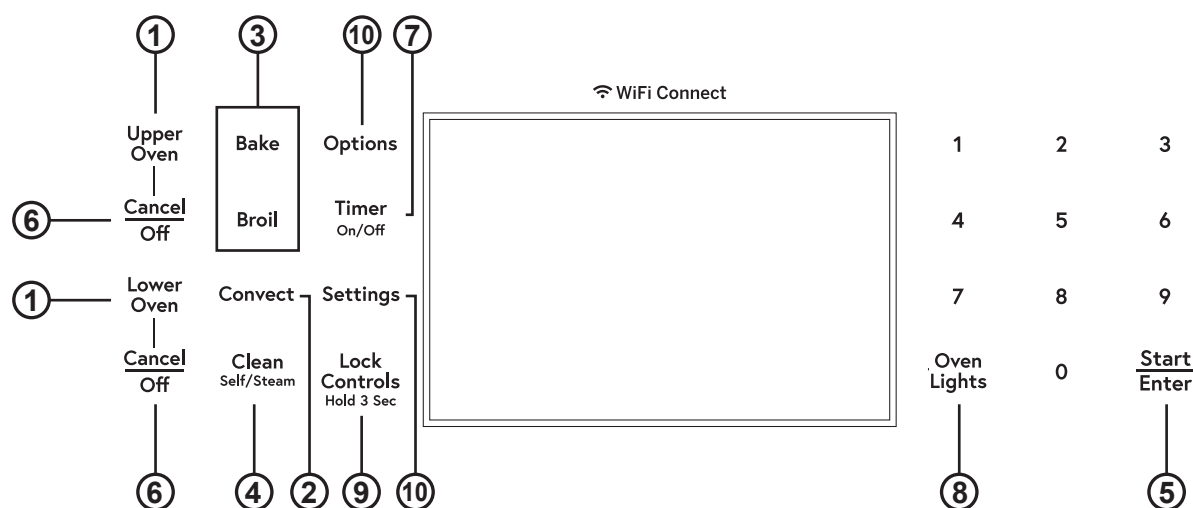 1 3 10 7
WiFi Connect
Upper
Oven
Bake
Options
1 2 3
6
Cancel
Off
Broil
Timer
On/Off
4 5 6
1
Lower
Oven
Convect
Settings
7 8 9
Cancel
Off
Clean
Self/Steam
Lock
Controls
Hold 3 Sec
Oven
Lights
0
Start
Enter
6 4 2 9 10 8 5